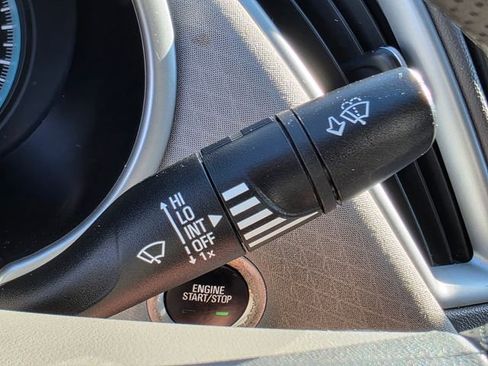 HI
LO
INT
OFF
1x
ENGINE
START/STOP